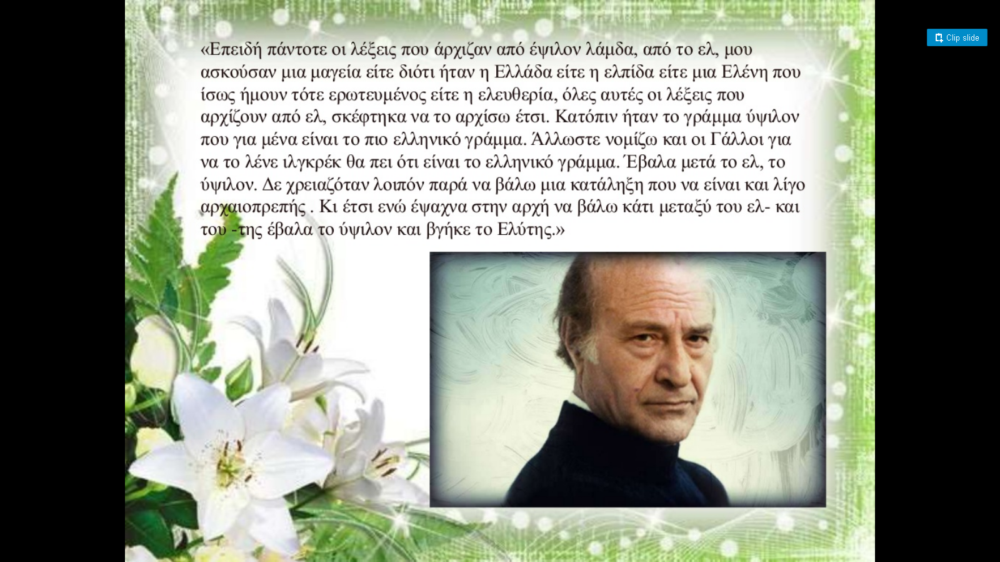 «Επειδή πάντοτε οι λέξεις που άρχιζαν από έψιλον λάμδα, από το ελ, μου
ασκούσαν μια μαγεία είτε διότι ήταν η Ελλάδα είτε η ελπίδα είτε μια Ελένη που
ίσως ήμουν τότε ερωτευμένος είτε η ελευθερία, όλες αυτές οι λέξεις που
αρχίζουν από ελ, σκέφτηκα να το αρχίσω έτσι. Κατόπιν ήταν το γράμμα ύψιλον
που για μένα είναι το πιο ελληνικό γράμμα. Άλλωστε νομίζω και οι Γάλλοι για
να το λένε ιλγκρέκ θα πει ότι είναι το ελληνικό γράμμα. Έβαλα μετά το ελ, το
ύψιλον. Δε χρειαζόταν λοιπόν παρά να βάλω μια κατάληξη που να είναι και λίγο
αρχαιοπρεπής . Κι έτσι ενώ έψαχνα στην αρχή να βάλω κάτι μεταξύ του ελ- και
του -της έβαλα το ύψιλον και βγήκε το Ελύτης.»
Clip slide